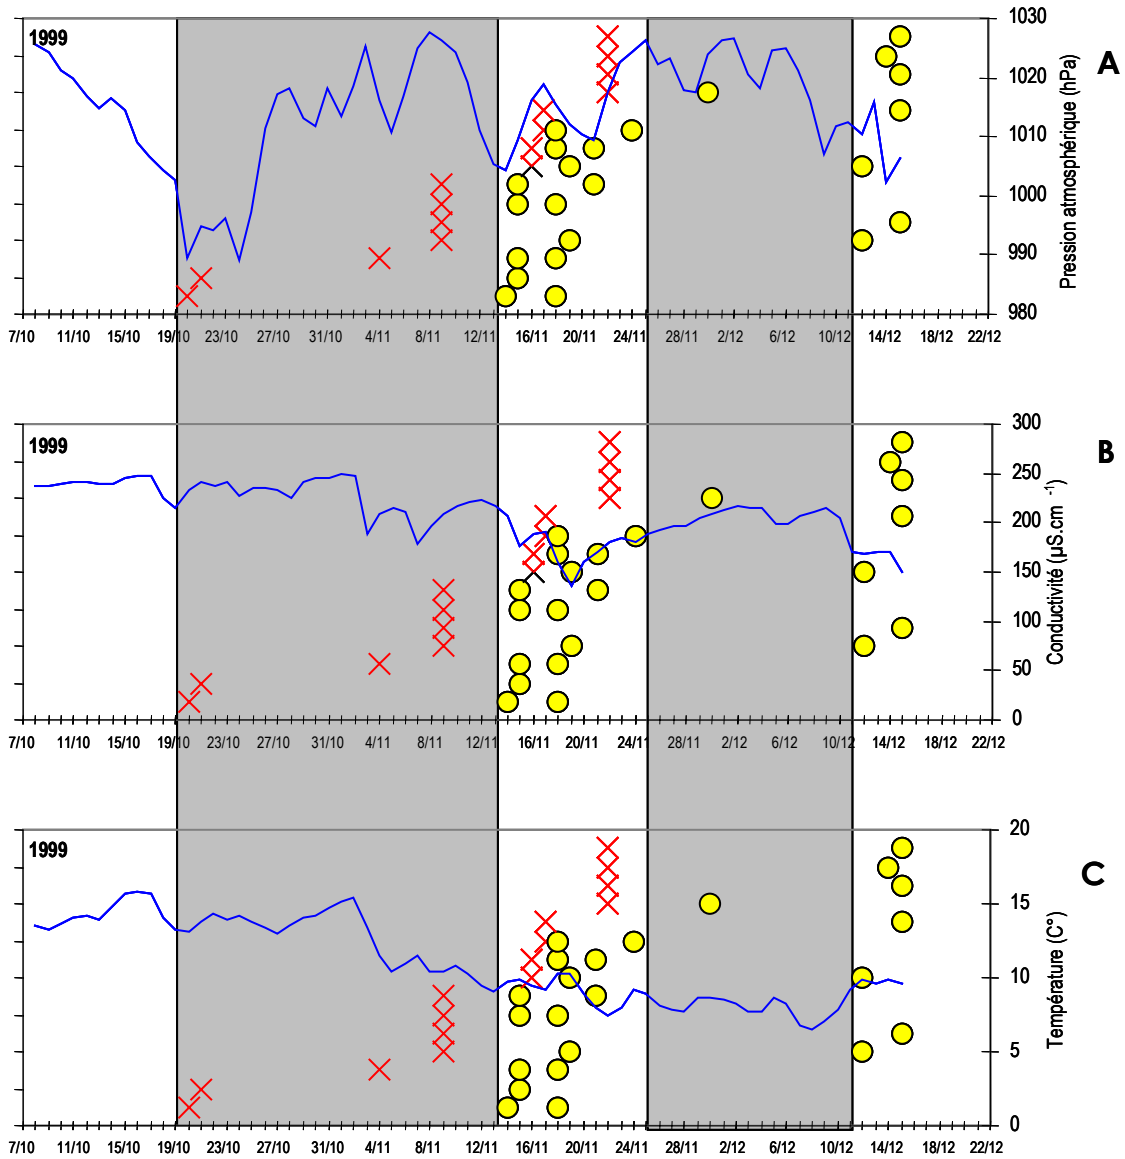 1999
1030
1020
1010
1000
990
980
Pression atmosphérique (hPa)
A
7/10 11/10 15/10 19/10 23/10 27/10 31/10 4/11 8/11 12/11 16/11 20/11 24/11 28/11 2/12 6/12 10/12 14/12 18/12 22/12
1999
300
250
200
150
100
50
0
Conductivité (µS.cm -1)
B
7/10 11/10 15/10 19/10 23/10 27/10 31/10 4/11 8/11 12/11 16/11 20/11 24/11 28/11 2/12 6/12 10/12 14/12 18/12 22/12
1999
20
15
10
5
0
Température (C°)
C
7/10 11/10 15/10 19/10 23/10 27/10 31/10 4/11 8/11 12/11 16/11 20/11 24/11 28/11 2/12 6/12 10/12 14/12 18/12 22/12